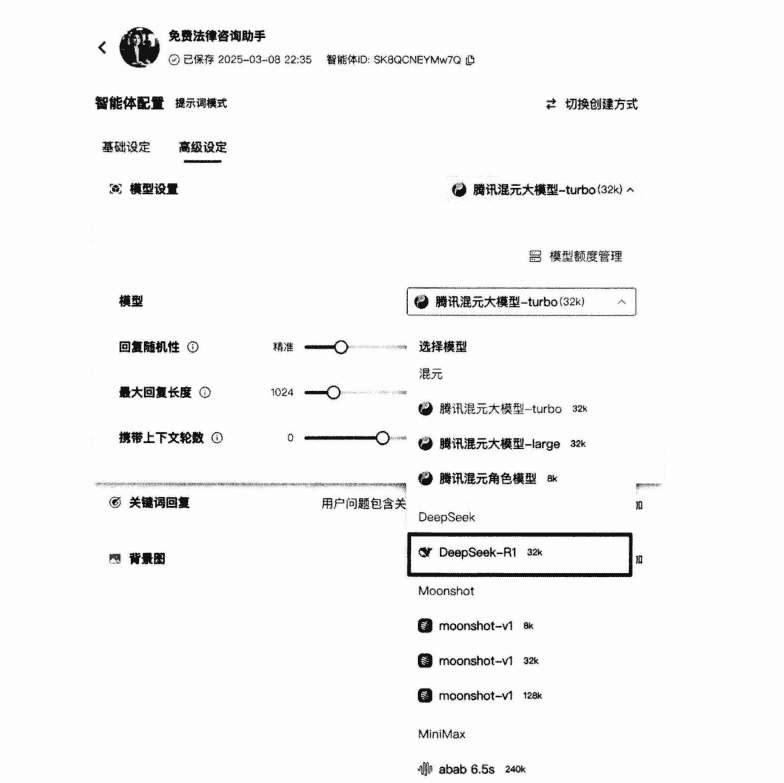 免费法律咨询助手
已保存 2025-03-08 22:35 智能体ID: SK8QCNEYMw7Q
智能体配置 提示词模式 切换创建方式
基础设定 高级设定
模型设置 腾讯混元大模型-turbo(32k)
模型额度管理
模型 腾讯混元大模型-turbo(32k)
回复随机性 精准
选择模型
混元
最大回复长度 1024
腾讯混元大模型-turbo 32k
携带上下文轮数 0
腾讯混元大模型-large 32k
腾讯混元角色模型 8k
关键词回复 用户问题包含关 加
DeepSeek
DeepSeek-R1 32k
背景图 加
Moonshot
moonshot-v1 8k
moonshot-v1 32k
moonshot-v1 128k
MiniMax
abab 6.5s 240k